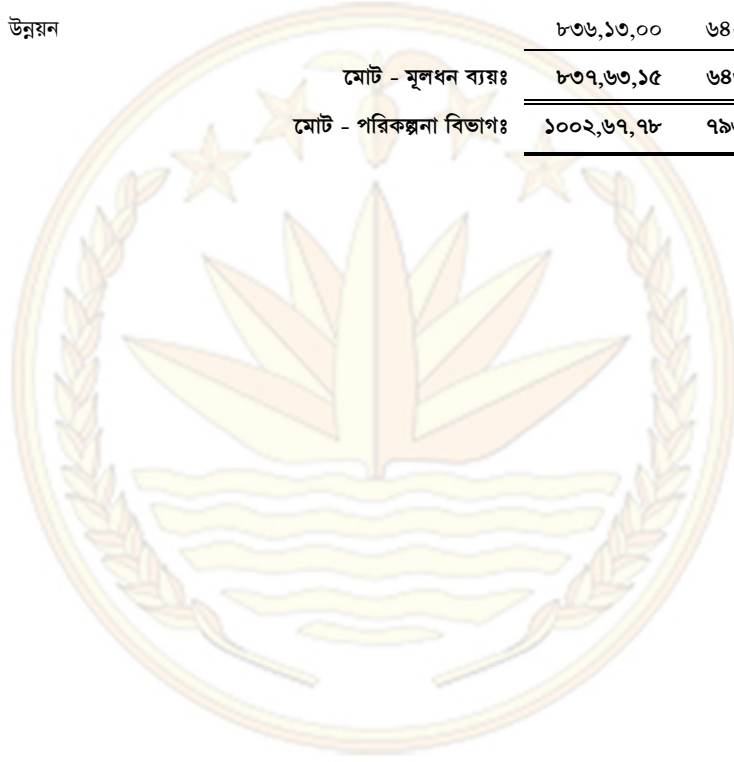 উন্নয়ন ৮৩৬,১৩,০০
মোট - মূলধন ব্যয়ঃ ৮৩৭,৬৩,১৫
মোট - পরিকল্পনা বিভাগঃ ১০০২,৬৭,৭৮